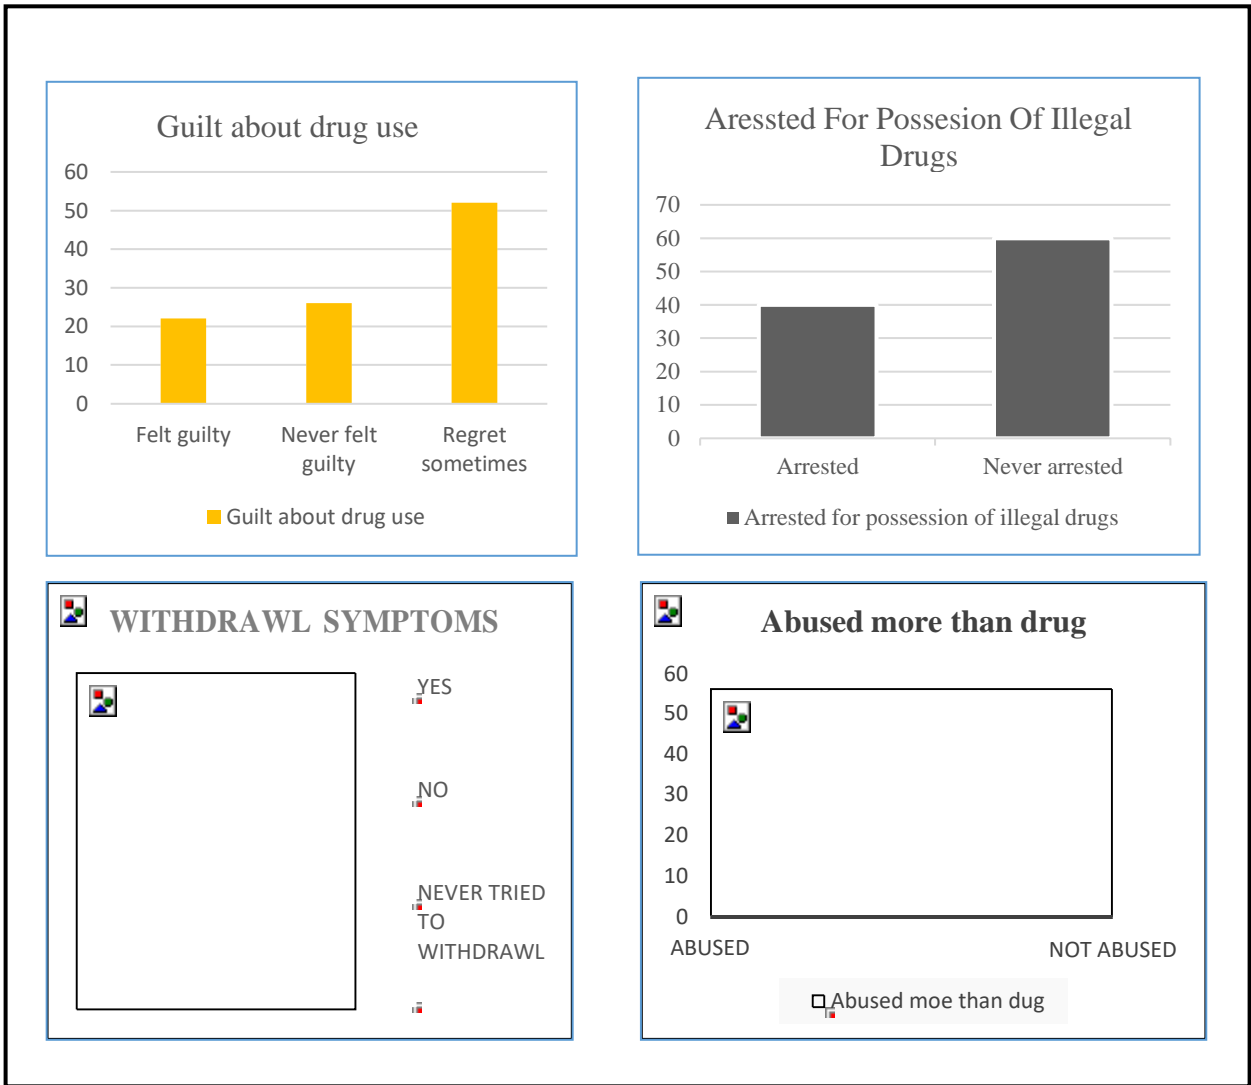 Guilt about drug use
60
50
40
30
20
10
0
Felt guilty
Never felt
guilty
Regret
sometimes
Guilt about drug use
Aressted For Possesion Of Illegal
Drugs
70
60
50
40
30
20
10
0
Arrested
Never arrested
Arrested for possession of illegal drugs
WITHDRAWL SYMPTOMS
YES
NO
NEVER TRIED
TO
WITHDRAWL
Abused more than drug
60
50
40
30
20
10
0
ABUSED
NOT ABUSED
Abused moe than dug